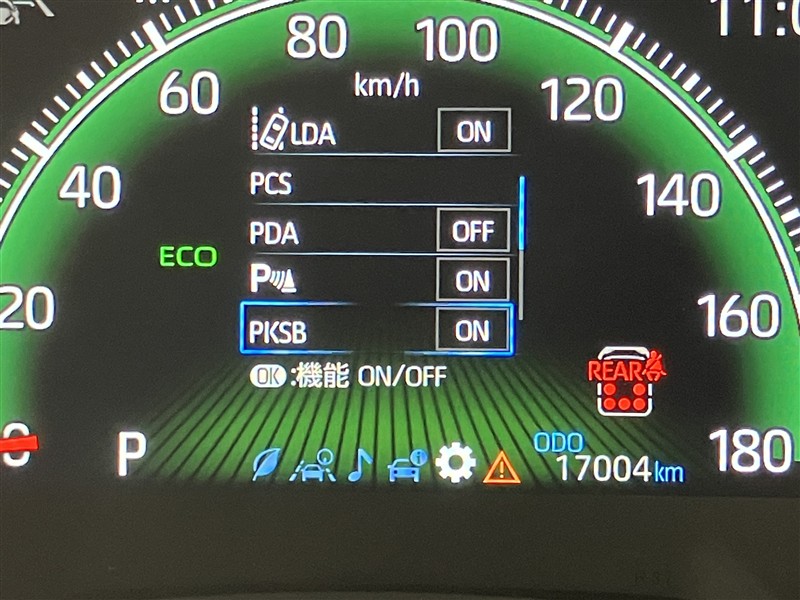 80 100
60 km/h 120
LDA ON
40 PCS 140
PDA OFF
ECO
P ON
20 160
PKSB ON
OK:機能 ON/OFF
REAR
0 P ODO 180
17004km